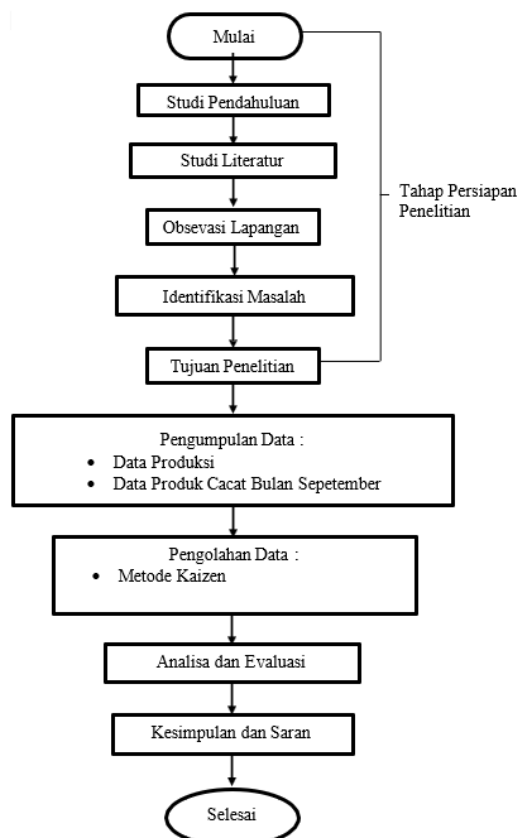 Mulai
Studi Pendahuluan
Studi Literatur
Obsevasi Lapangan
Identifikasi Masalah
Tujuan Penelitian
Tahap Persiapan
Penelitian
Pengumpulan Data :
• Data Produksi
• Data Produk Cacat Bulan Sepetember
Pengolahan Data :
• Metode Kaizen
Analisa dan Evaluasi
Kesimpulan dan Saran
Selesai